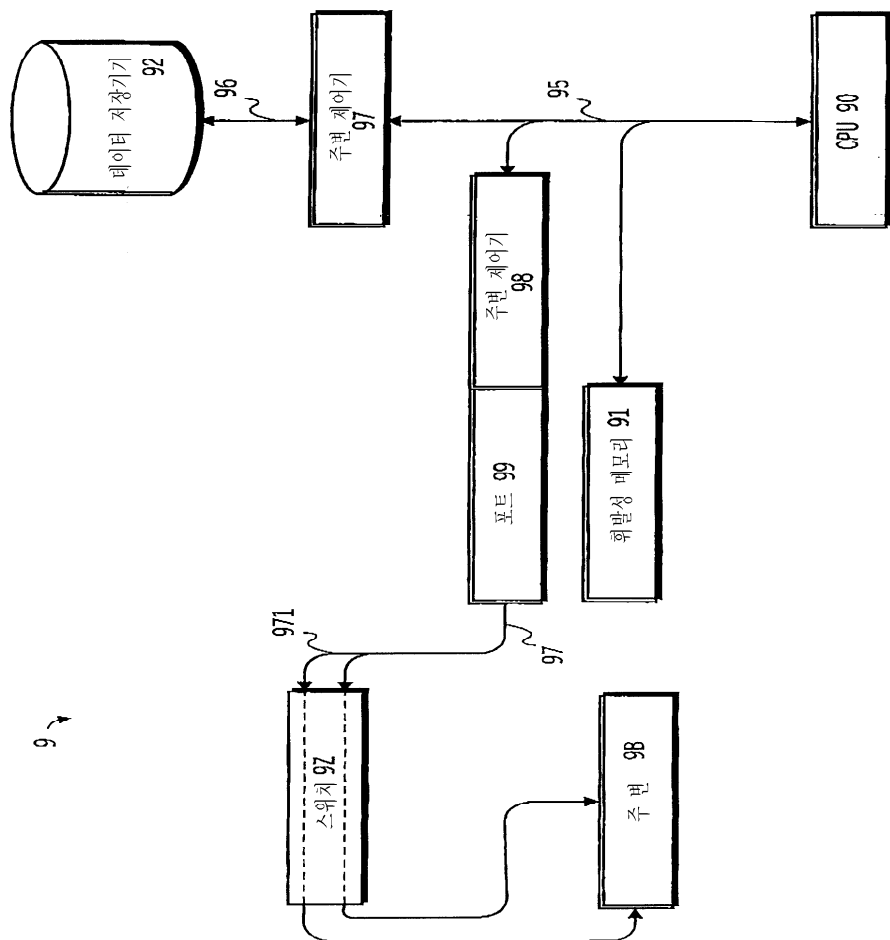 9
데이터 저장기기
92
96
주변 제어기
97
95
주변 제어기
98
포트 99
휘발성 메모리 91
CPU 90
971
97
스위치 9Z
주변 9B